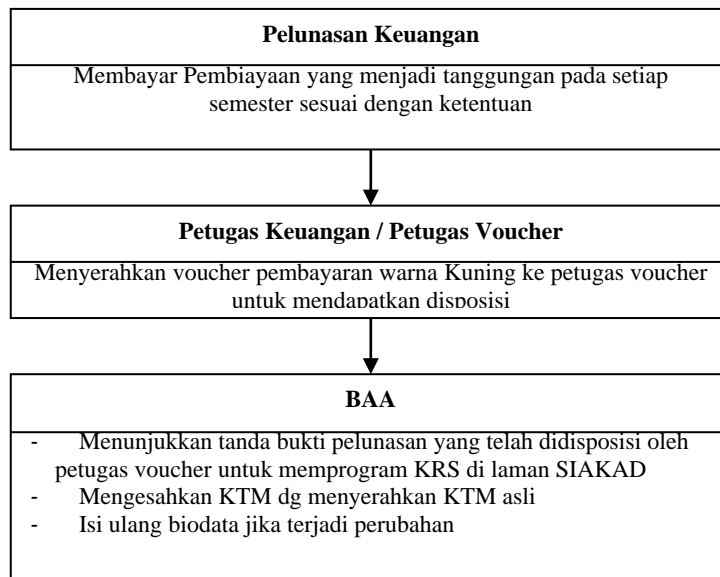 Pelunasan Keuangan
Membayar Pembiayaan yang menjadi tanggungan pada setiap
semester sesuai dengan ketentuan
Petugas Keuangan / Petugas Voucher
Menyerahkan voucher pembayaran warna Kuning ke petugas voucher
untuk mendapatkan disposisi
BAA
- Menunjukkan tanda bukti pelunasan yang telah didisposisi oleh
petugas voucher untuk memprogram KRS di laman SIAKAD
- Mengesahkan KTM dg menyerahkan KTM asli
- Isi ulang biodata jika terjadi perubahan